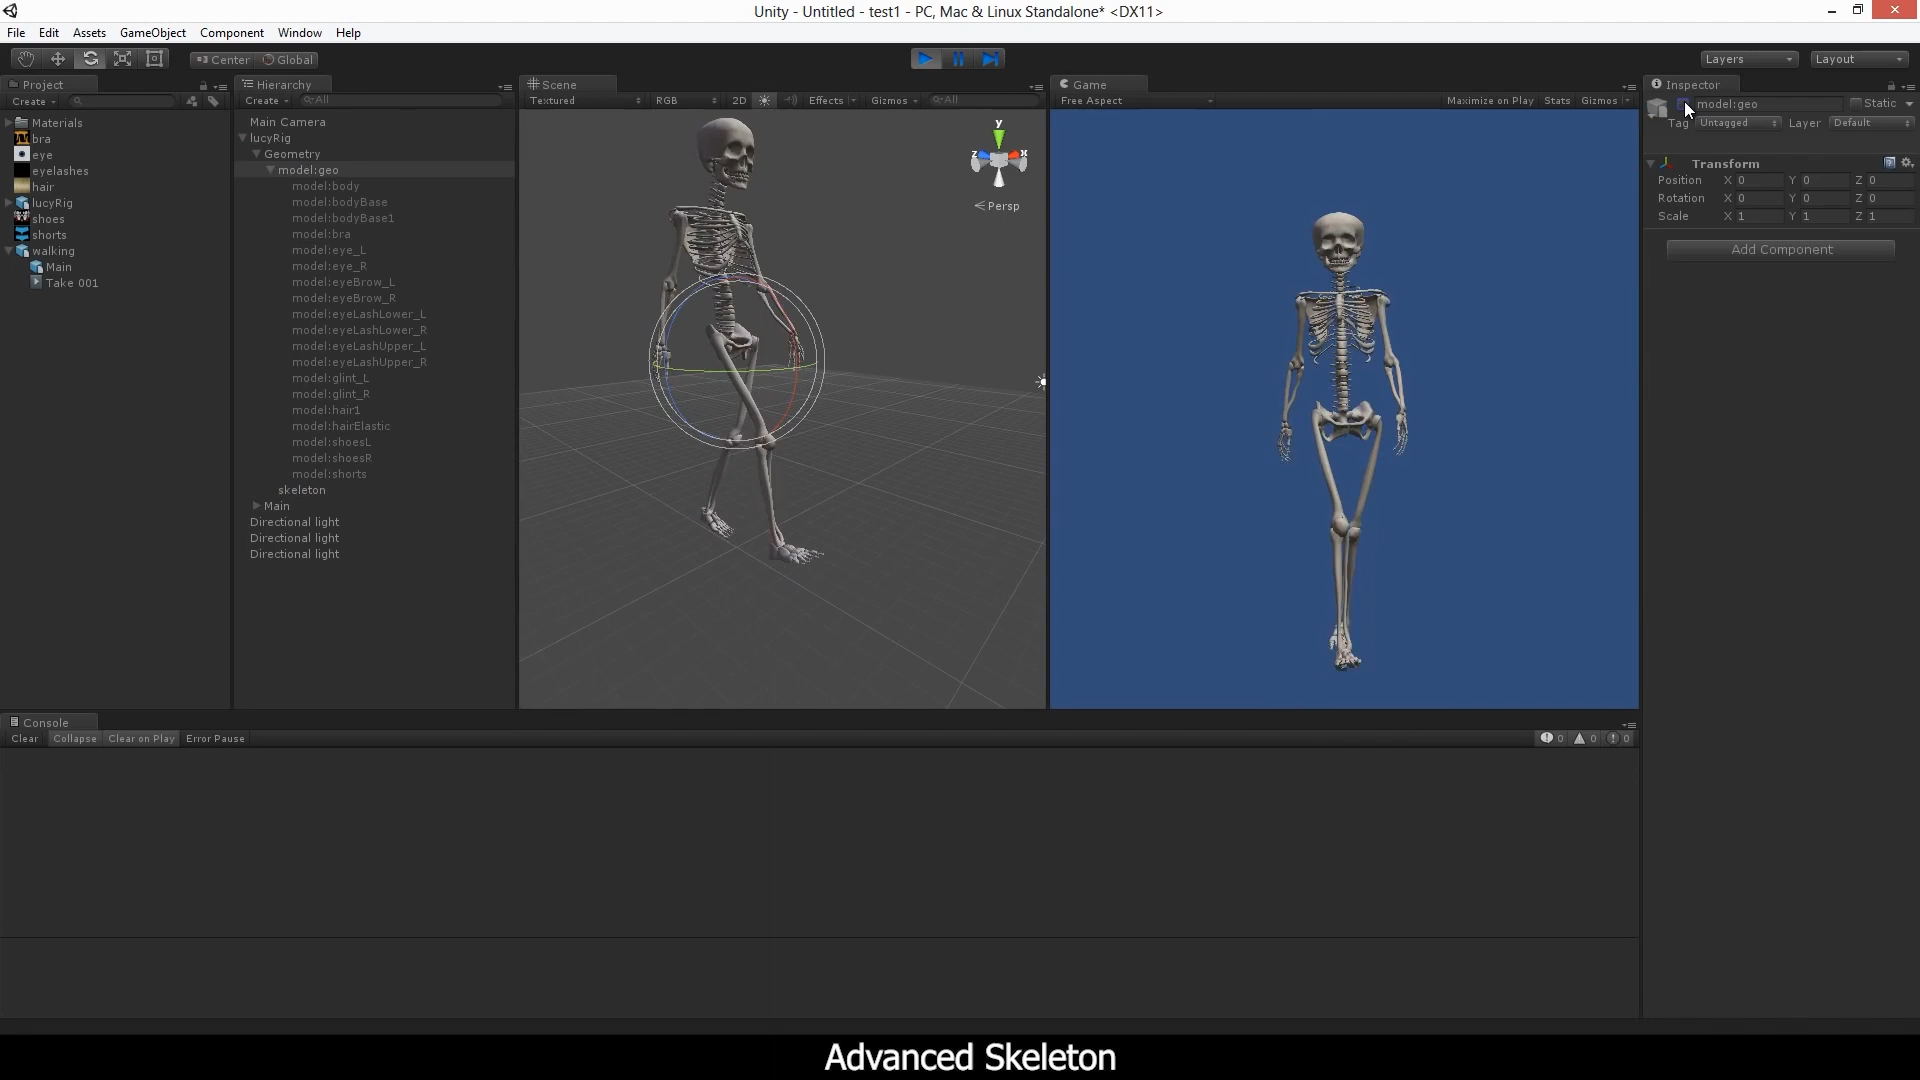 Unity - Untitled - test1 - PC, Mac & Linux Standalone* <DX11>
File Edit Assets GameObject Component Window Help
Center Global
Layers Layout
Project
Create
Materials
bra
eye
eyelashes
hair
lucyRig
shoes
shorts
walking
Main
Take 001
Hierarchy
Create All
Main Camera
lucyRig
Geometry
model:geo
model:body
model:bodyBase
model:bodyBase1
model:bra
model:eye_L
model:eye_R
model:eyeBrow_L
model:eyeBrow_R
model:eyeLashLower_L
model:eyeLashLower_R
model:eyeLashUpper_L
model:eyeLashUpper_R
model:glint_L
model:glint_R
model:hair1
model:hairElastic
model:shoesL
model:shoesR
model:shorts
skeleton
Main
Directional light
Directional light
Directional light
Scene
Textured RGB 2D Effects Gizmos All
y
z x
Persp
Game
Free Aspect Maximize on Play Stats Gizmos
Inspector
model:geo Static
Tag Untagged Layer Default
Transform
Position X 0 Y 0 Z 0
Rotation X 0 Y 0 Z 0
Scale X 1 Y 1 Z 1
Add Component
Console
Clear Collapse Clear on Play Error Pause 0 0 0
Advanced Skeleton